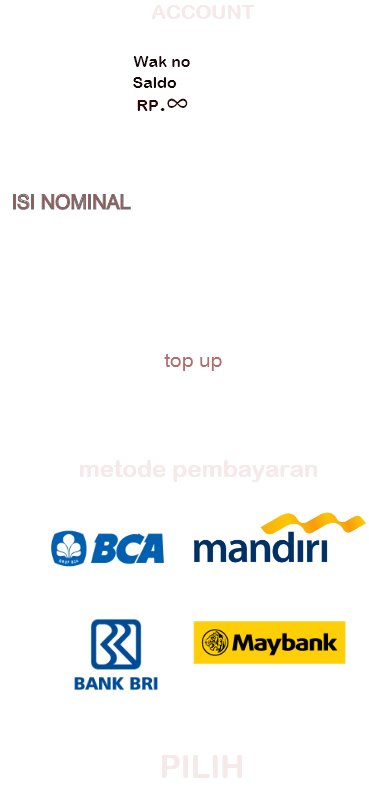 ACCOUNT
Wak no
Saldo
RP.∞
ISI NOMINAL
top up
metode pembayaran
BCA mandiri
BANK BRI Maybank
PILIH